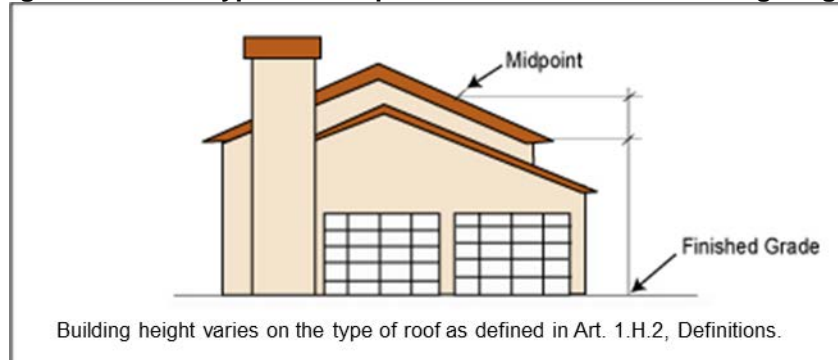 Midpoint
Finished Grade
Building height varies on the type of roof as defined in Art. 1.H.2, Definitions.